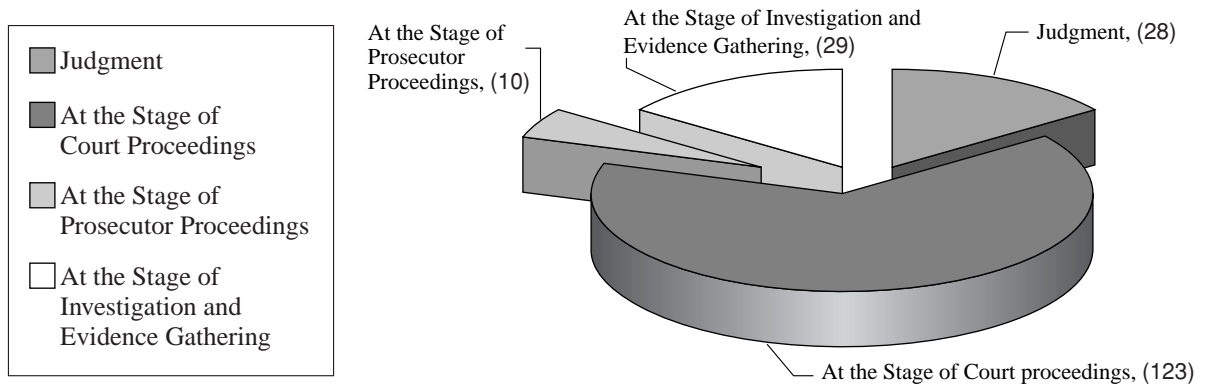 Judgment
At the Stage of
Court Proceedings
At the Stage of
Prosecutor Proceedings
At the Stage of
Investigation and
Evidence Gathering
At the Stage of
Prosecutor
Proceedings, (10)
At the Stage of Investigation and
Evidence Gathering, (29)
Judgment, (28)
At the Stage of Court proceedings, (123)